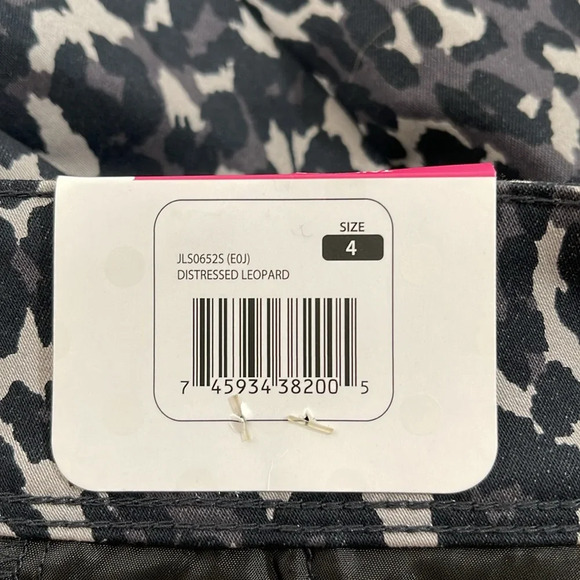 SIZE
4
JLS0652S (E0J)
DISTRESSED LEOPARD
7 45934 38200 5